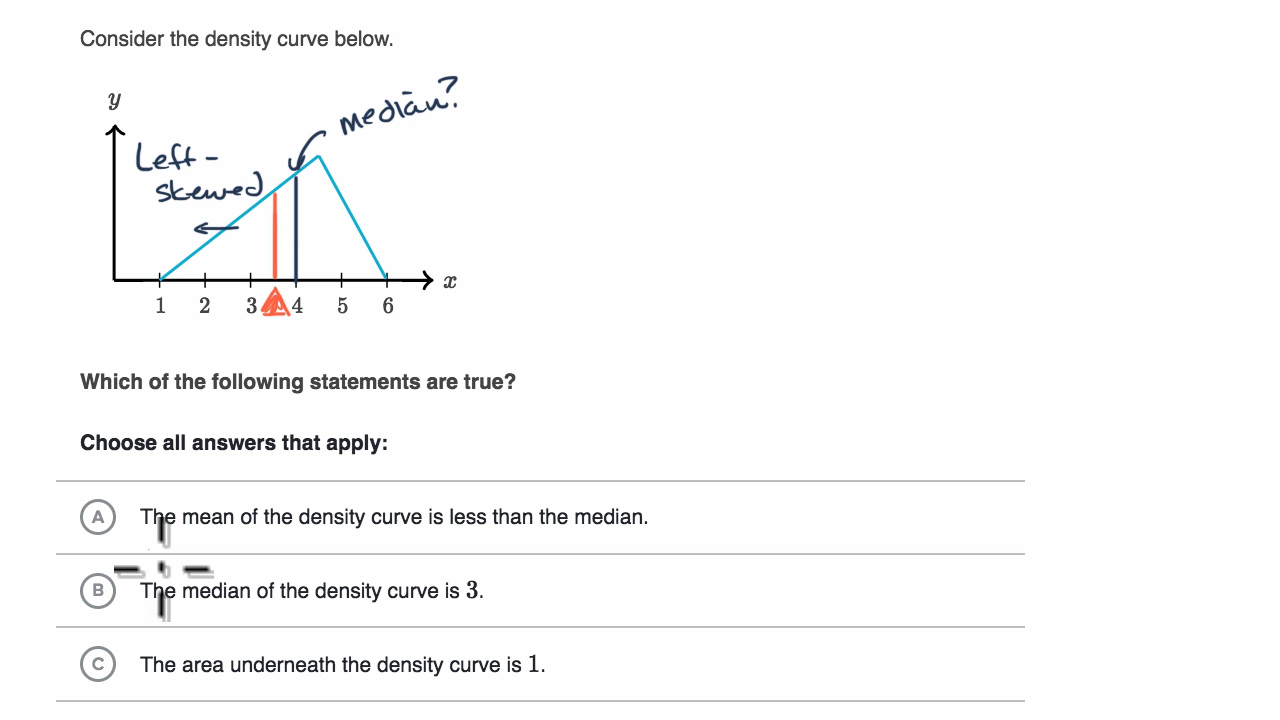 Consider the density curve below.
y
median?
Left-
skewed
x
1 2 3 4 5 6
Which of the following statements are true?
Choose all answers that apply:
A The mean of the density curve is less than the median.
B The median of the density curve is 3.
C The area underneath the density curve is 1.